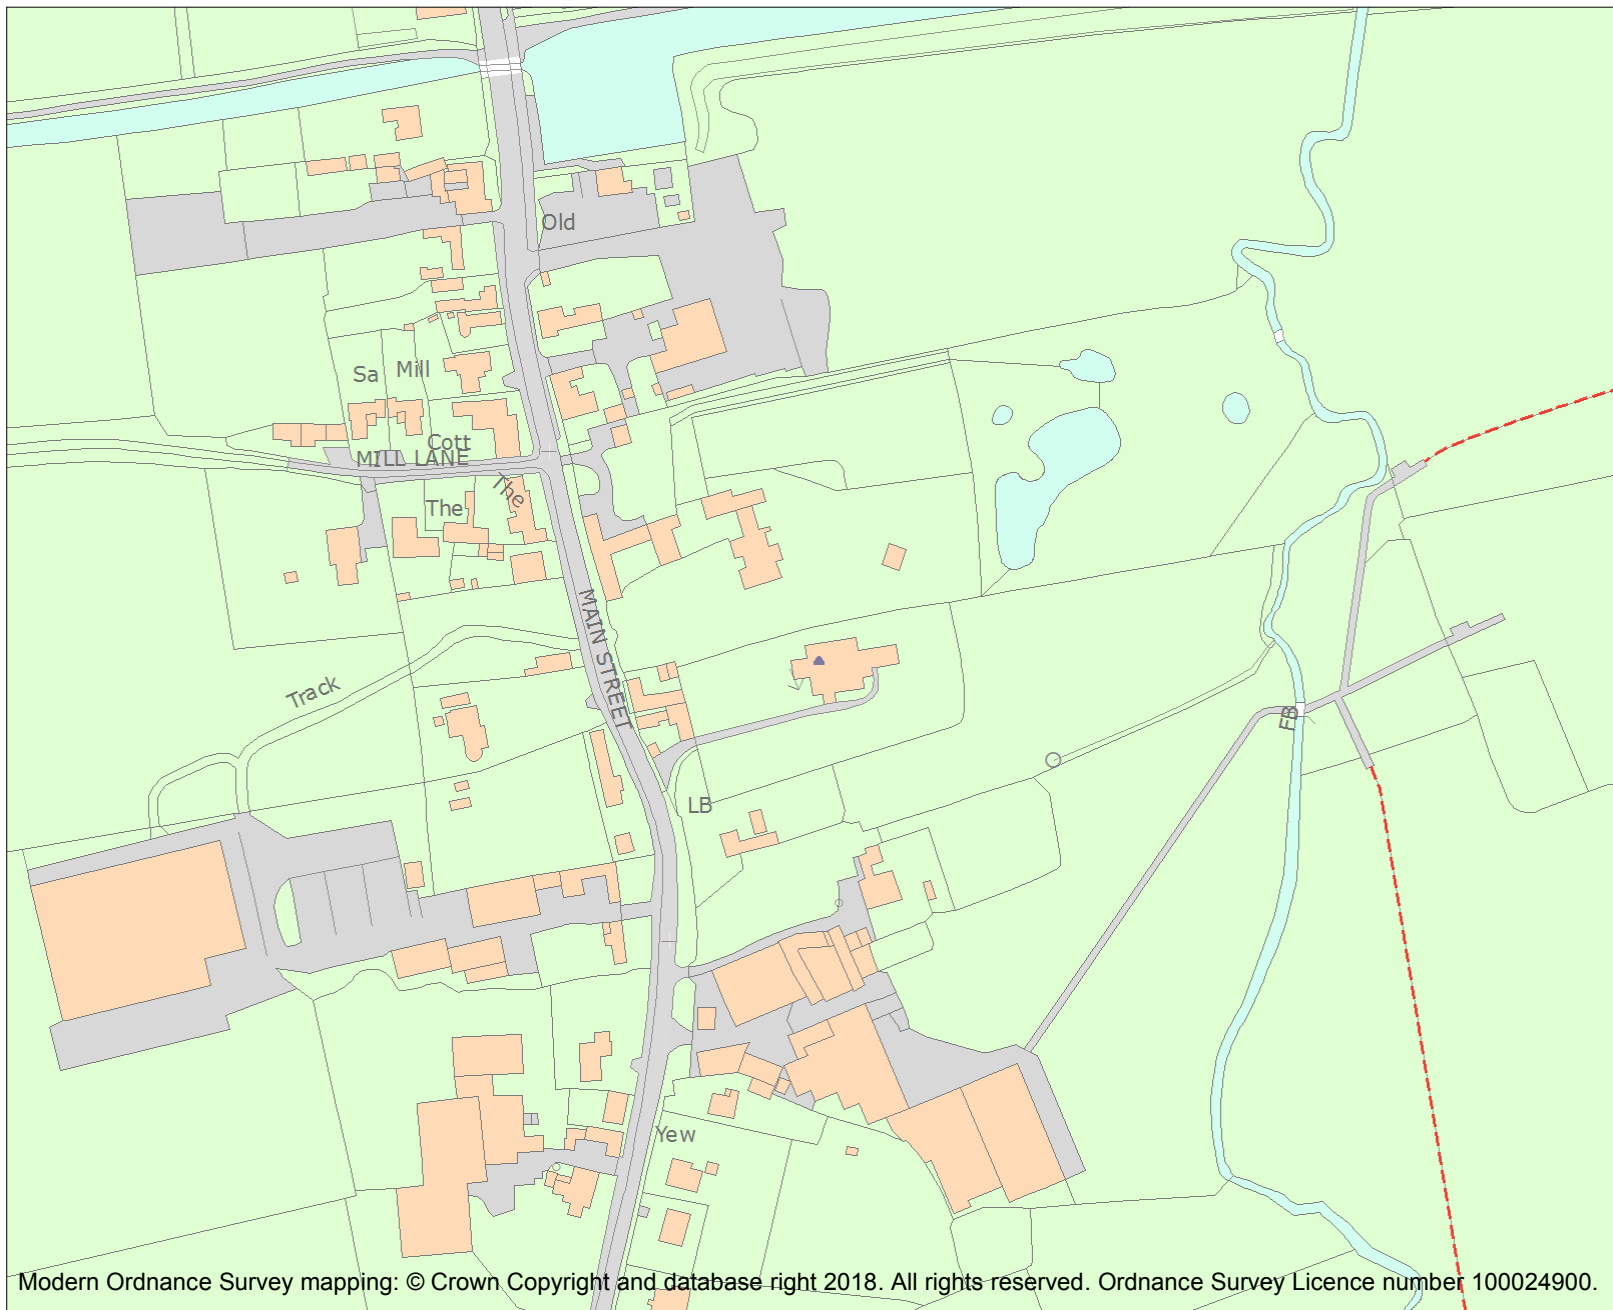 Old
Sa
Mill
Cott
MILL LANE
The
The
MAIN STREET
Track
FB
LB
Yew
Modern Ordnance Survey mapping: © Crown Copyright and database right 2018. All rights reserved. Ordnance Survey Licence number 100024900.